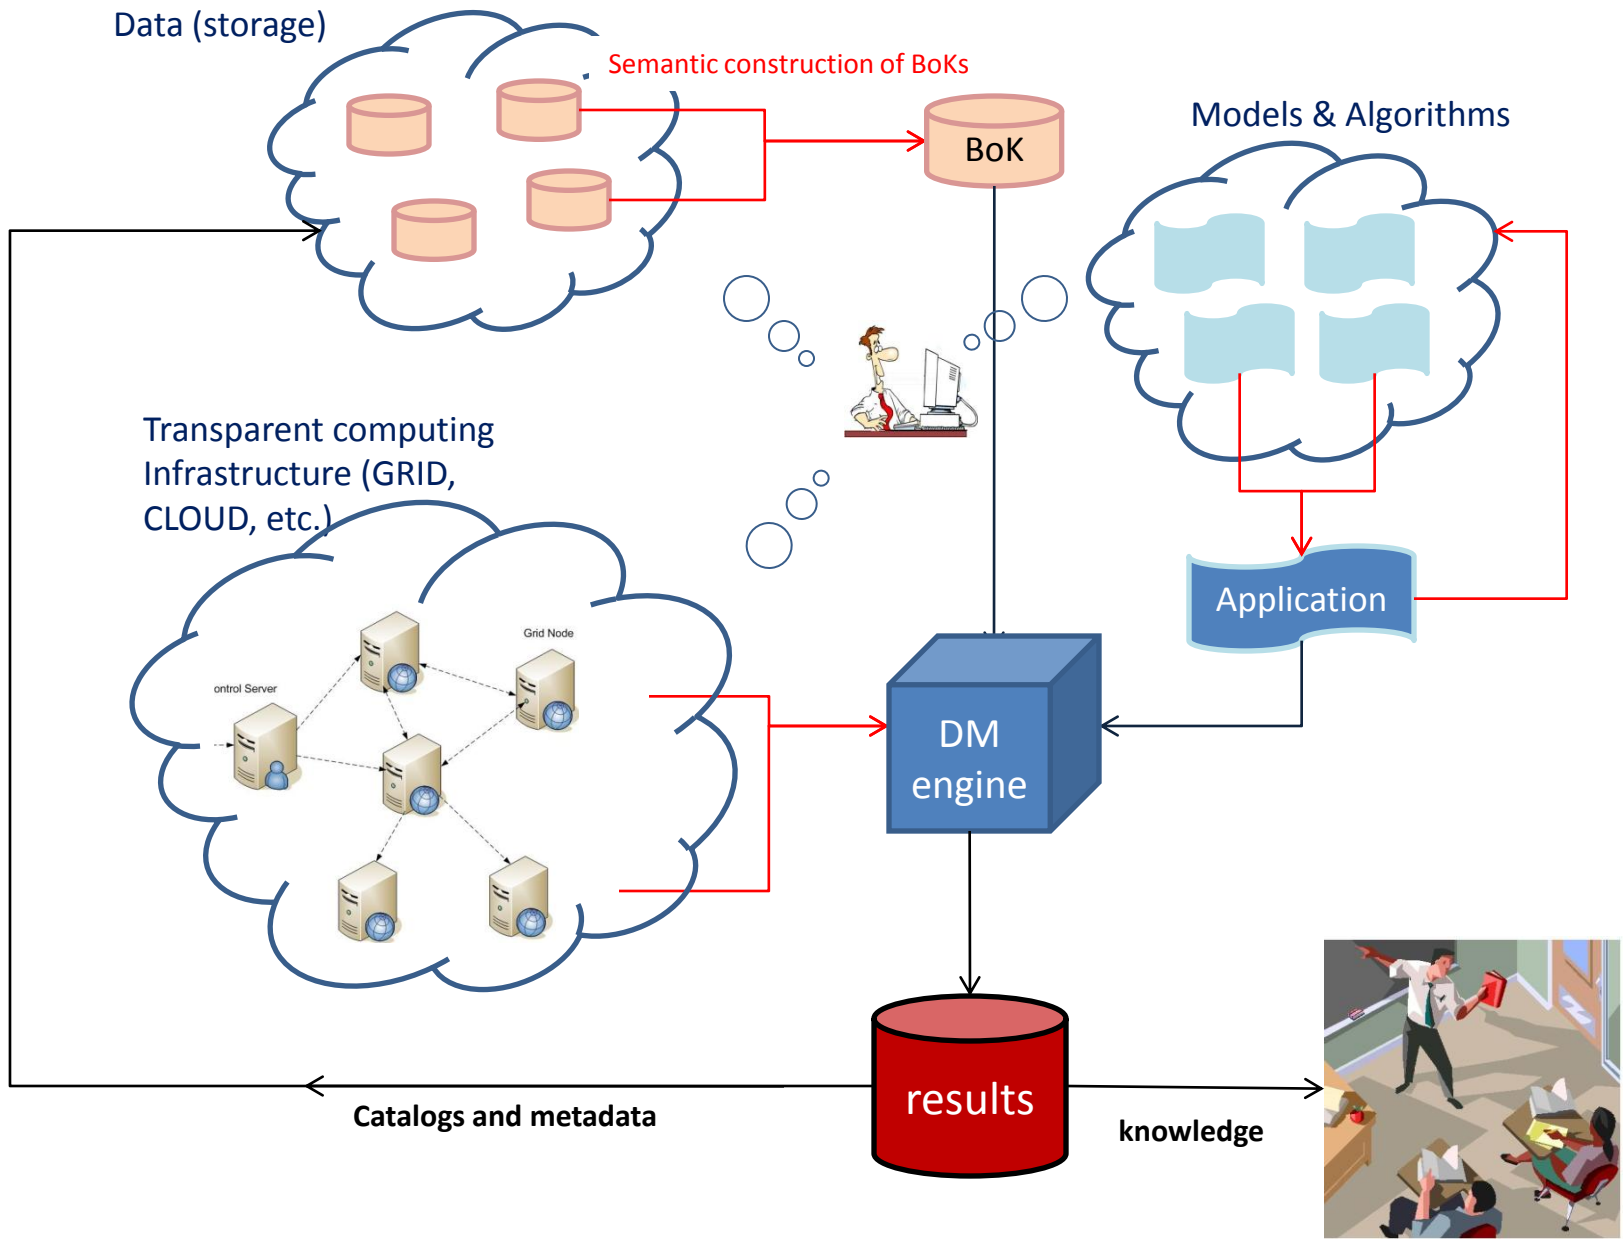 Data (storage)
Semantic construction of BoKs
BoK
Models & Algorithms
Transparent computing
Infrastructure (GRID,
CLOUD, etc.)
Grid Node
ontrol Server
Application
DM
engine
results
Catalogs and metadata
knowledge